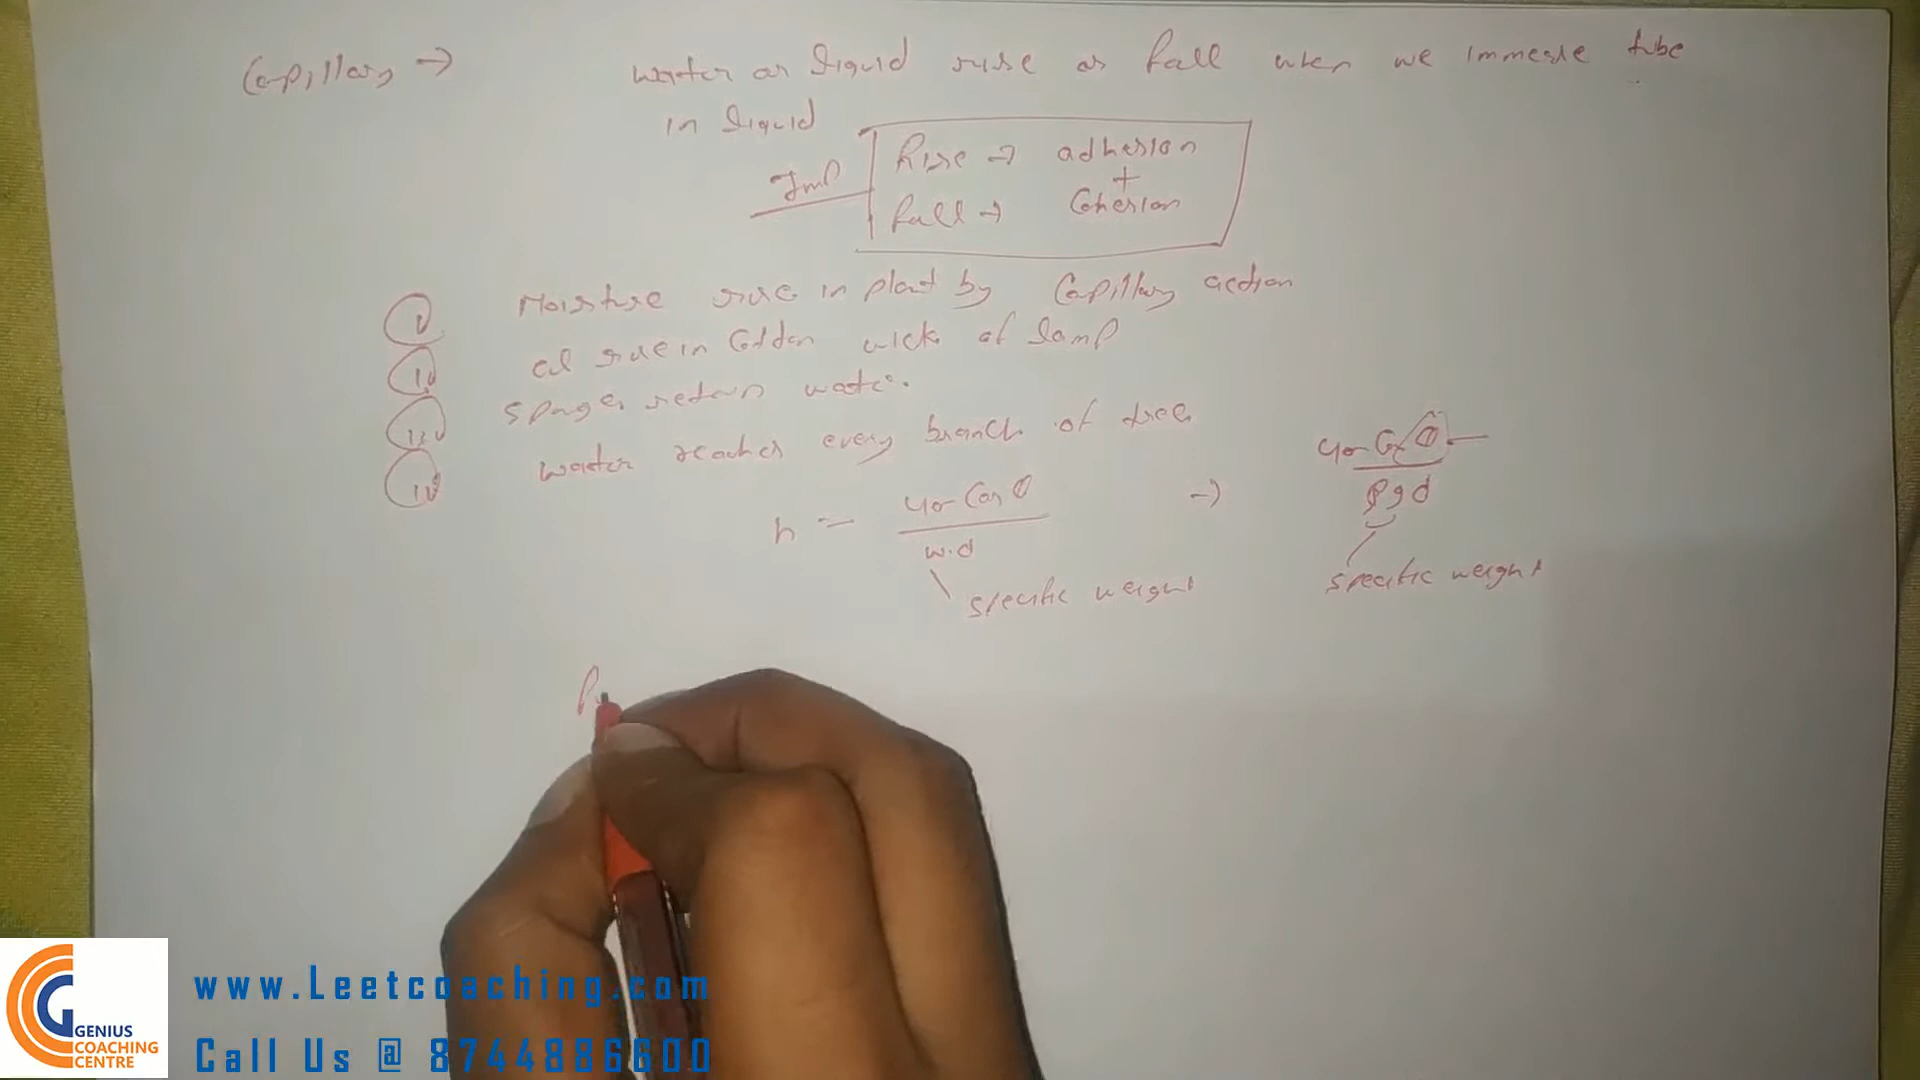 Capillary → water or liquid rise or fall when we immerse tube
in liquid
Imp
Rise → adhesion
+
fall → Cohesion
i Moisture rise in plant by Capillary action
ii oil rise in Cotton wick of lamp
iii sponges retain water.
iv water reaches every branch of tree
h = 4σ Cos θ / w.d → 4σ Cos θ / ρgd
specific weight specific weight
GENIUS
COACHING
CENTRE
www.Leetcoaching.com
Call Us @ 8744886600